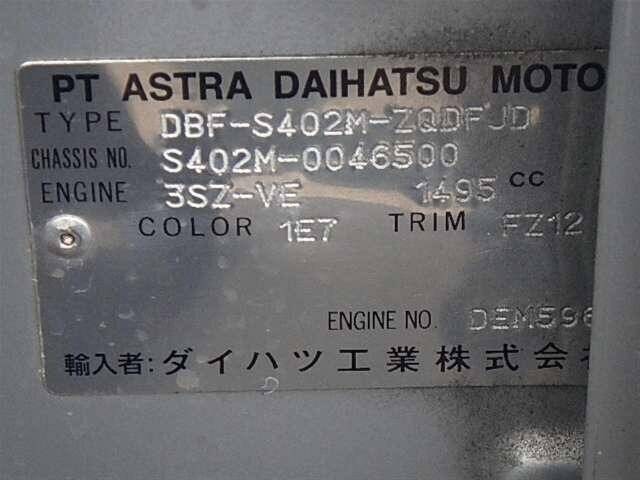 PT ASTRA DAIHATSU MOTO
TYPE DBF-S402M-ZQDFJD
CHASSIS NO. S402M-0046500
ENGINE 3SZ-VE 1495 CC
COLOR 1E7 TRIM FZ12
ENGINE NO. DEM596
輸入者: ダイハツ工業株式会